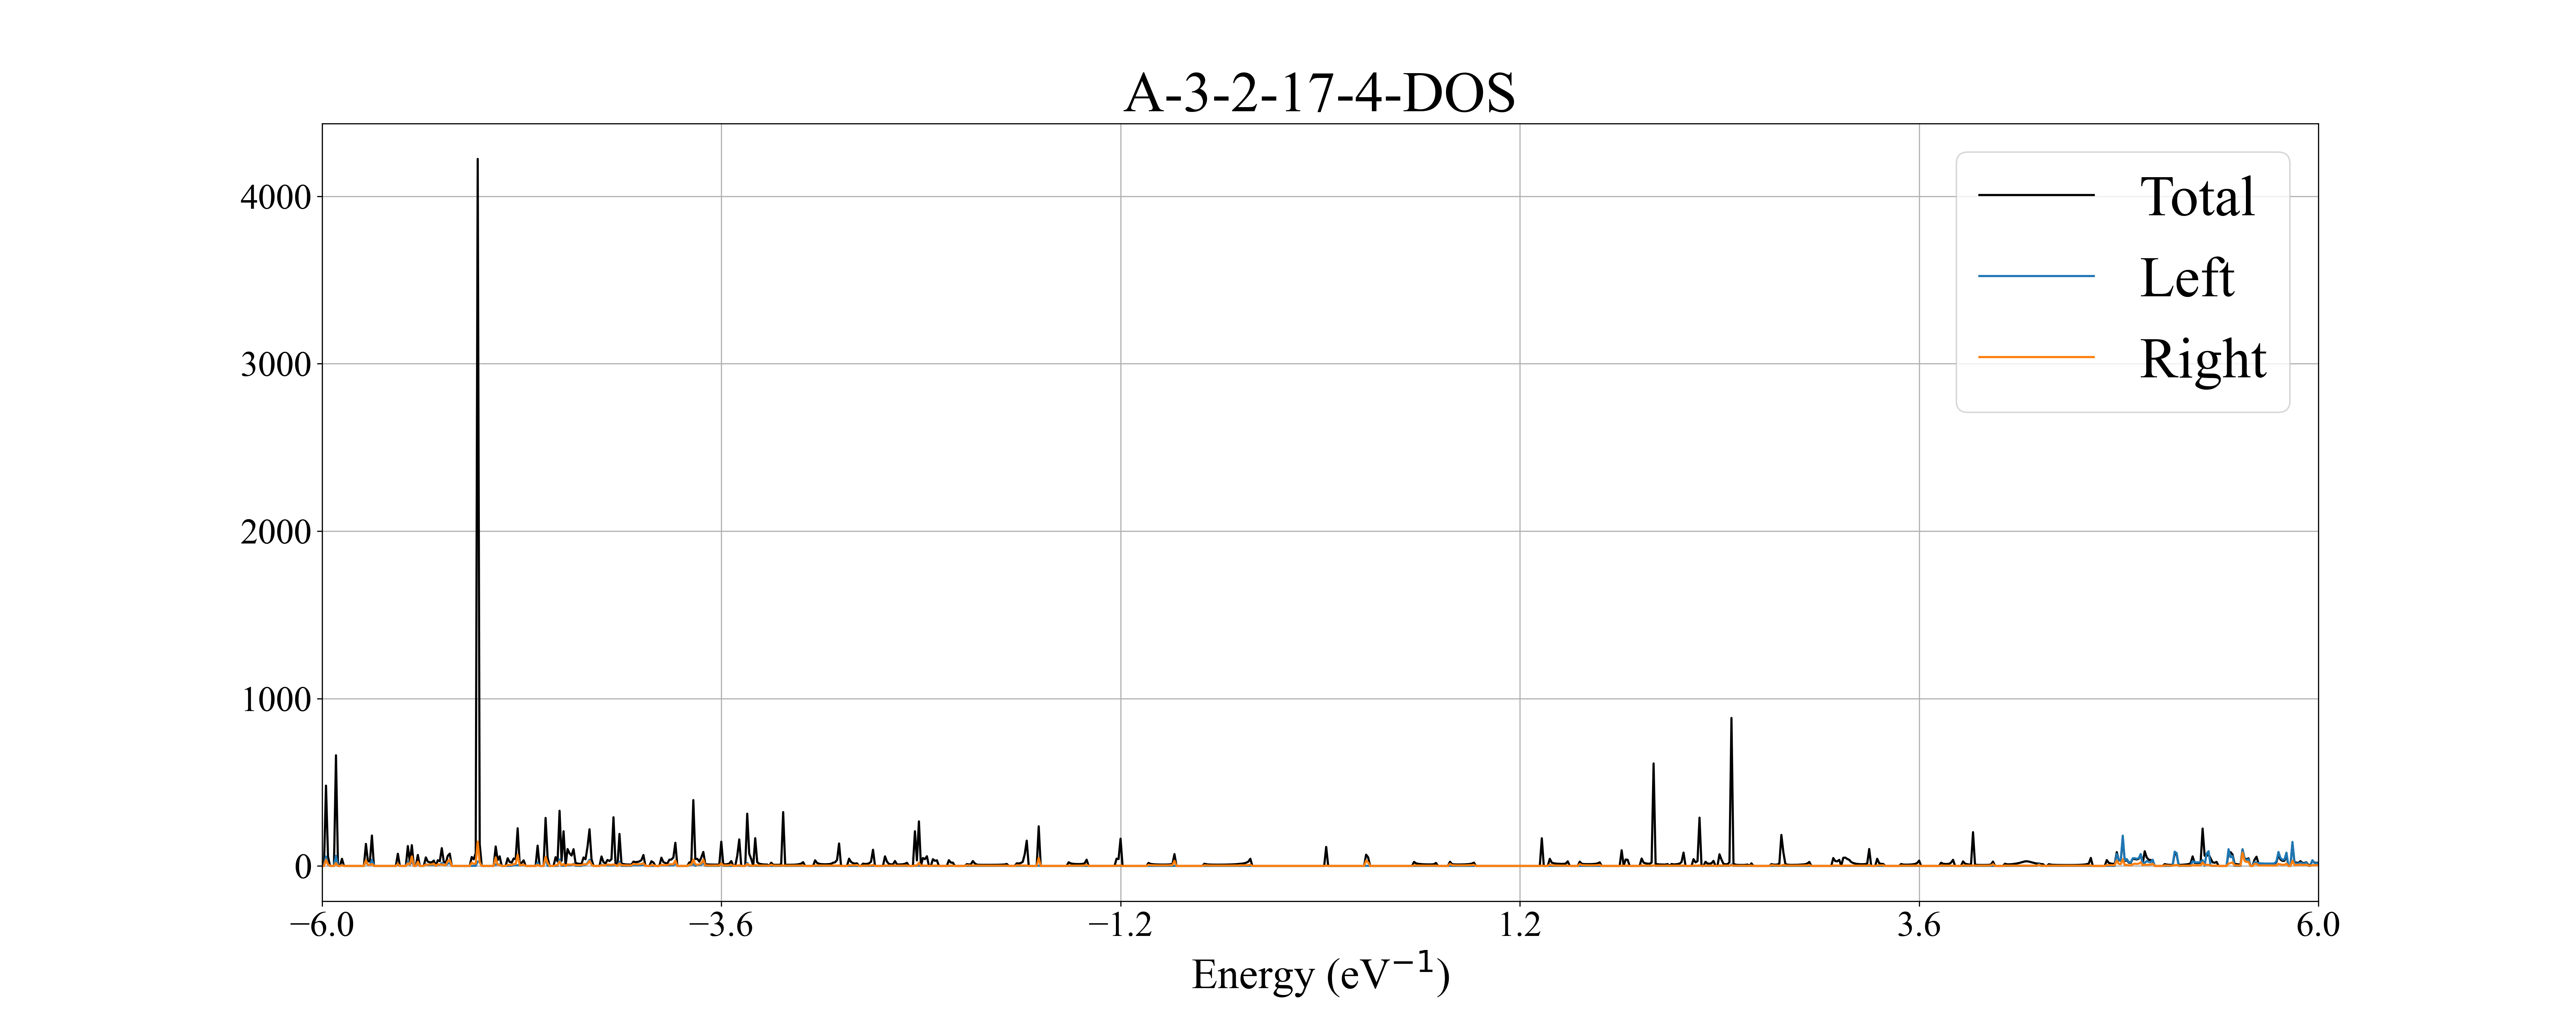 A-3-2-17-4-DOS
4000
3000
2000
1000
0
−6.0 −3.6 −1.2 1.2 3.6 6.0
Energy (eV⁻¹)
Total
Left
Right